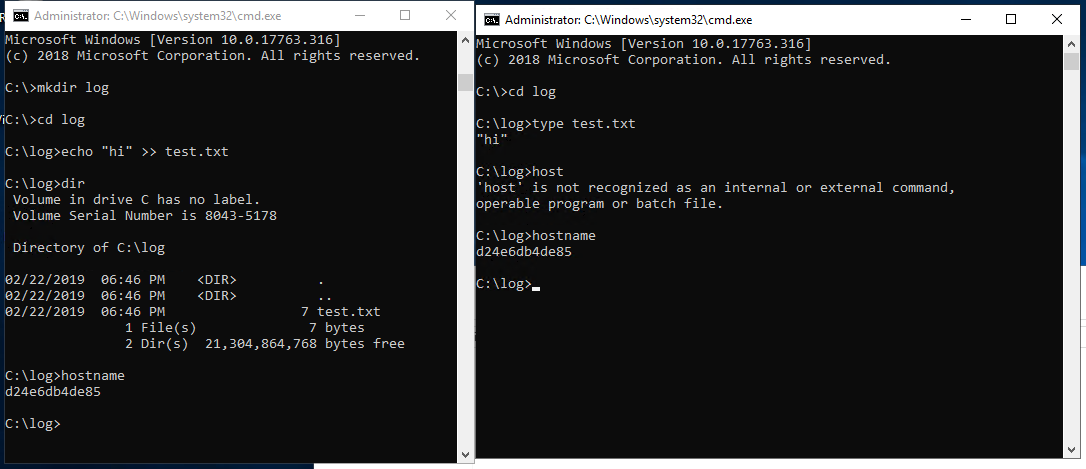 Administrator: C:\Windows\system32\cmd.exe
Microsoft Windows [Version 10.0.17763.316]
(c) 2018 Microsoft Corporation. All rights reserved.
C:\>mkdir log
C:\>cd log
C:\log>echo "hi" >> test.txt
C:\log>dir
Volume in drive C has no label.
Volume Serial Number is 8043-5178
Directory of C:\log
02/22/2019  06:46 PM    <DIR>          .
02/22/2019  06:46 PM    <DIR>          ..
02/22/2019  06:46 PM                 7 test.txt
1 File(s)              7 bytes
2 Dir(s)  21,304,864,768 bytes free
C:\log>hostname
d24e6db4de85
C:\log>
Administrator: C:\Windows\system32\cmd.exe
Microsoft Windows [Version 10.0.17763.316]
(c) 2018 Microsoft Corporation. All rights reserved.
C:\>cd log
C:\log>type test.txt
"hi"
C:\log>host
'host' is not recognized as an internal or external command,
operable program or batch file.
C:\log>hostname
d24e6db4de85
C:\log>